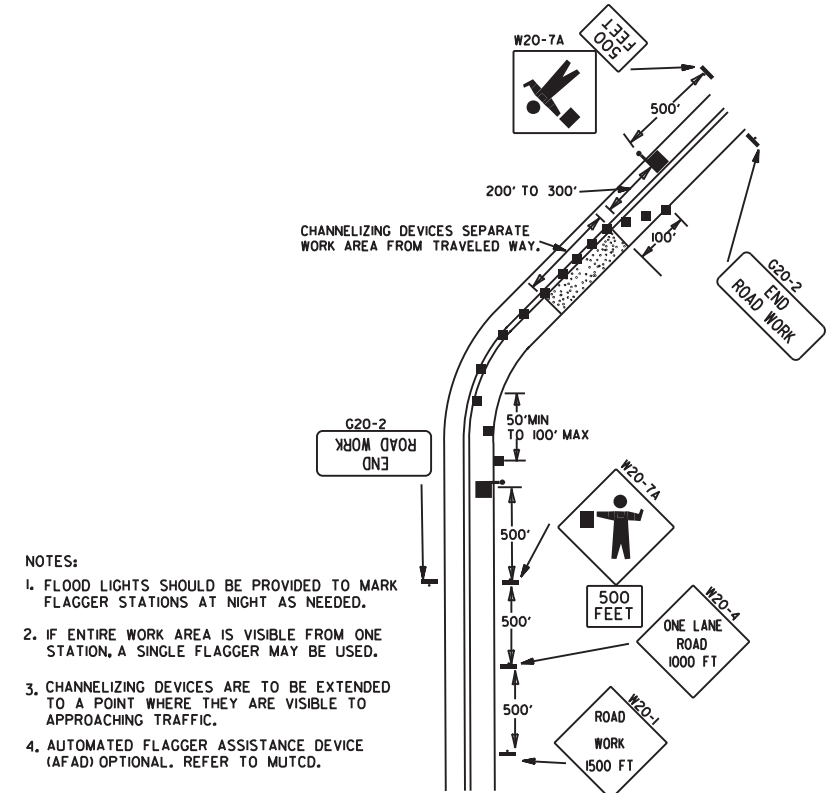 W20-7A
500
FEET
500'
200' TO 300'
CHANNELIZING DEVICES SEPARATE
WORK AREA FROM TRAVELED WAY.
100'
G20-2
END
ROAD WORK
50'MIN
TO 100' MAX
G20-2
END
ROAD WORK
W20-7A
500'
500
FEET
500'
W20-4
ONE LANE
ROAD
1000 FT
500'
W20-1
ROAD
WORK
1500 FT
NOTES:
1. FLOOD LIGHTS SHOULD BE PROVIDED TO MARK
FLAGGER STATIONS AT NIGHT AS NEEDED.
2. IF ENTIRE WORK AREA IS VISIBLE FROM ONE
STATION, A SINGLE FLAGGER MAY BE USED.
3. CHANNELIZING DEVICES ARE TO BE EXTENDED
TO A POINT WHERE THEY ARE VISIBLE TO
APPROACHING TRAFFIC.
4. AUTOMATED FLAGGER ASSISTANCE DEVICE
(AFAD) OPTIONAL. REFER TO MUTCD.